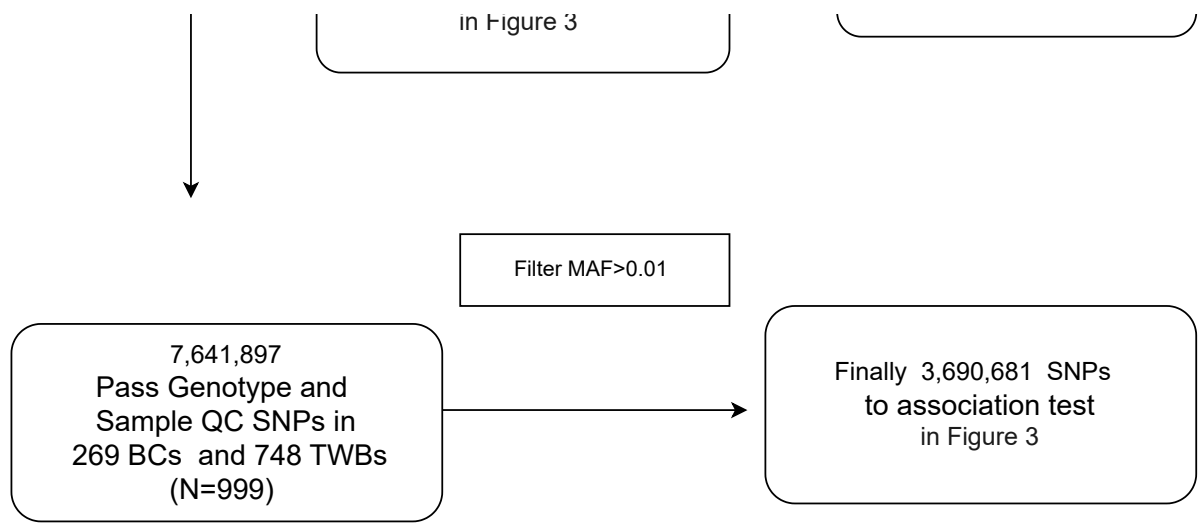 in Figure 3
Filter MAF>0.01
7,641,897
Pass Genotype and
Sample QC SNPs in
269 BCs and 748 TWBs
(N=999)
Finally 3,690,681 SNPs
to association test
in Figure 3